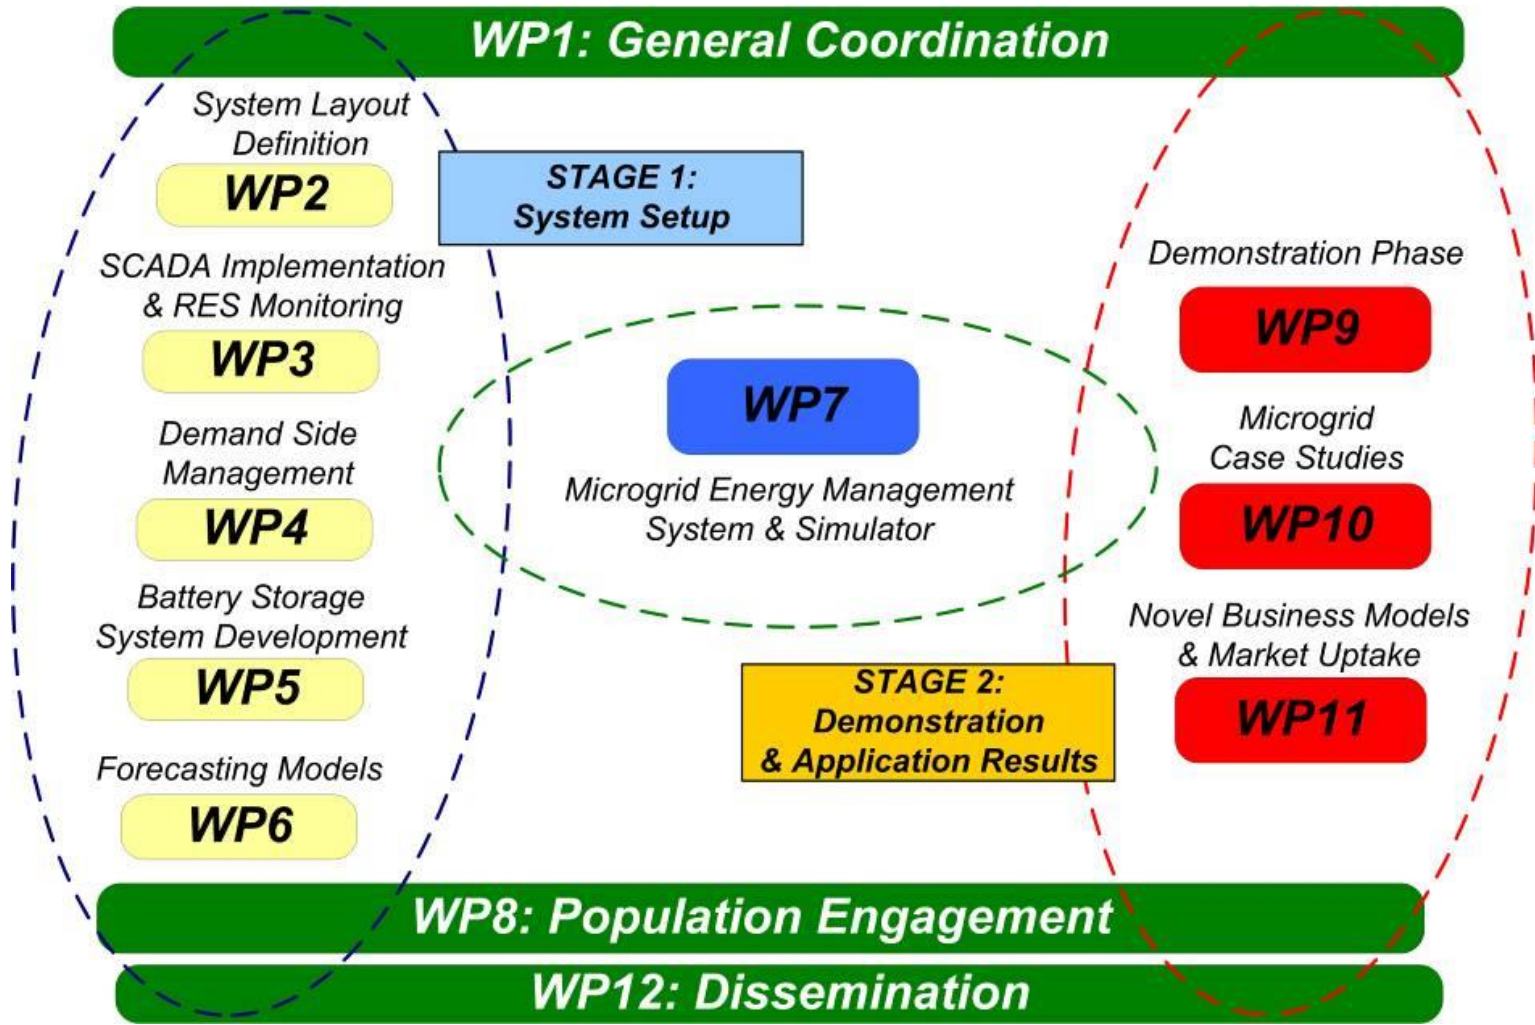 WP1: General Coordination
System Layout
Definition
WP2
STAGE 1:
System Setup
SCADA Implementation
& RES Monitoring
WP3
Demand Side
Management
WP4
Battery Storage
System Development
WP5
Forecasting Models
WP6
WP7
Microgrid Energy Management
System & Simulator
Demonstration Phase
WP9
Microgrid
Case Studies
WP10
Novel Business Models
& Market Uptake
WP11
STAGE 2:
Demonstration
& Application Results
WP8: Population Engagement
WP12: Dissemination